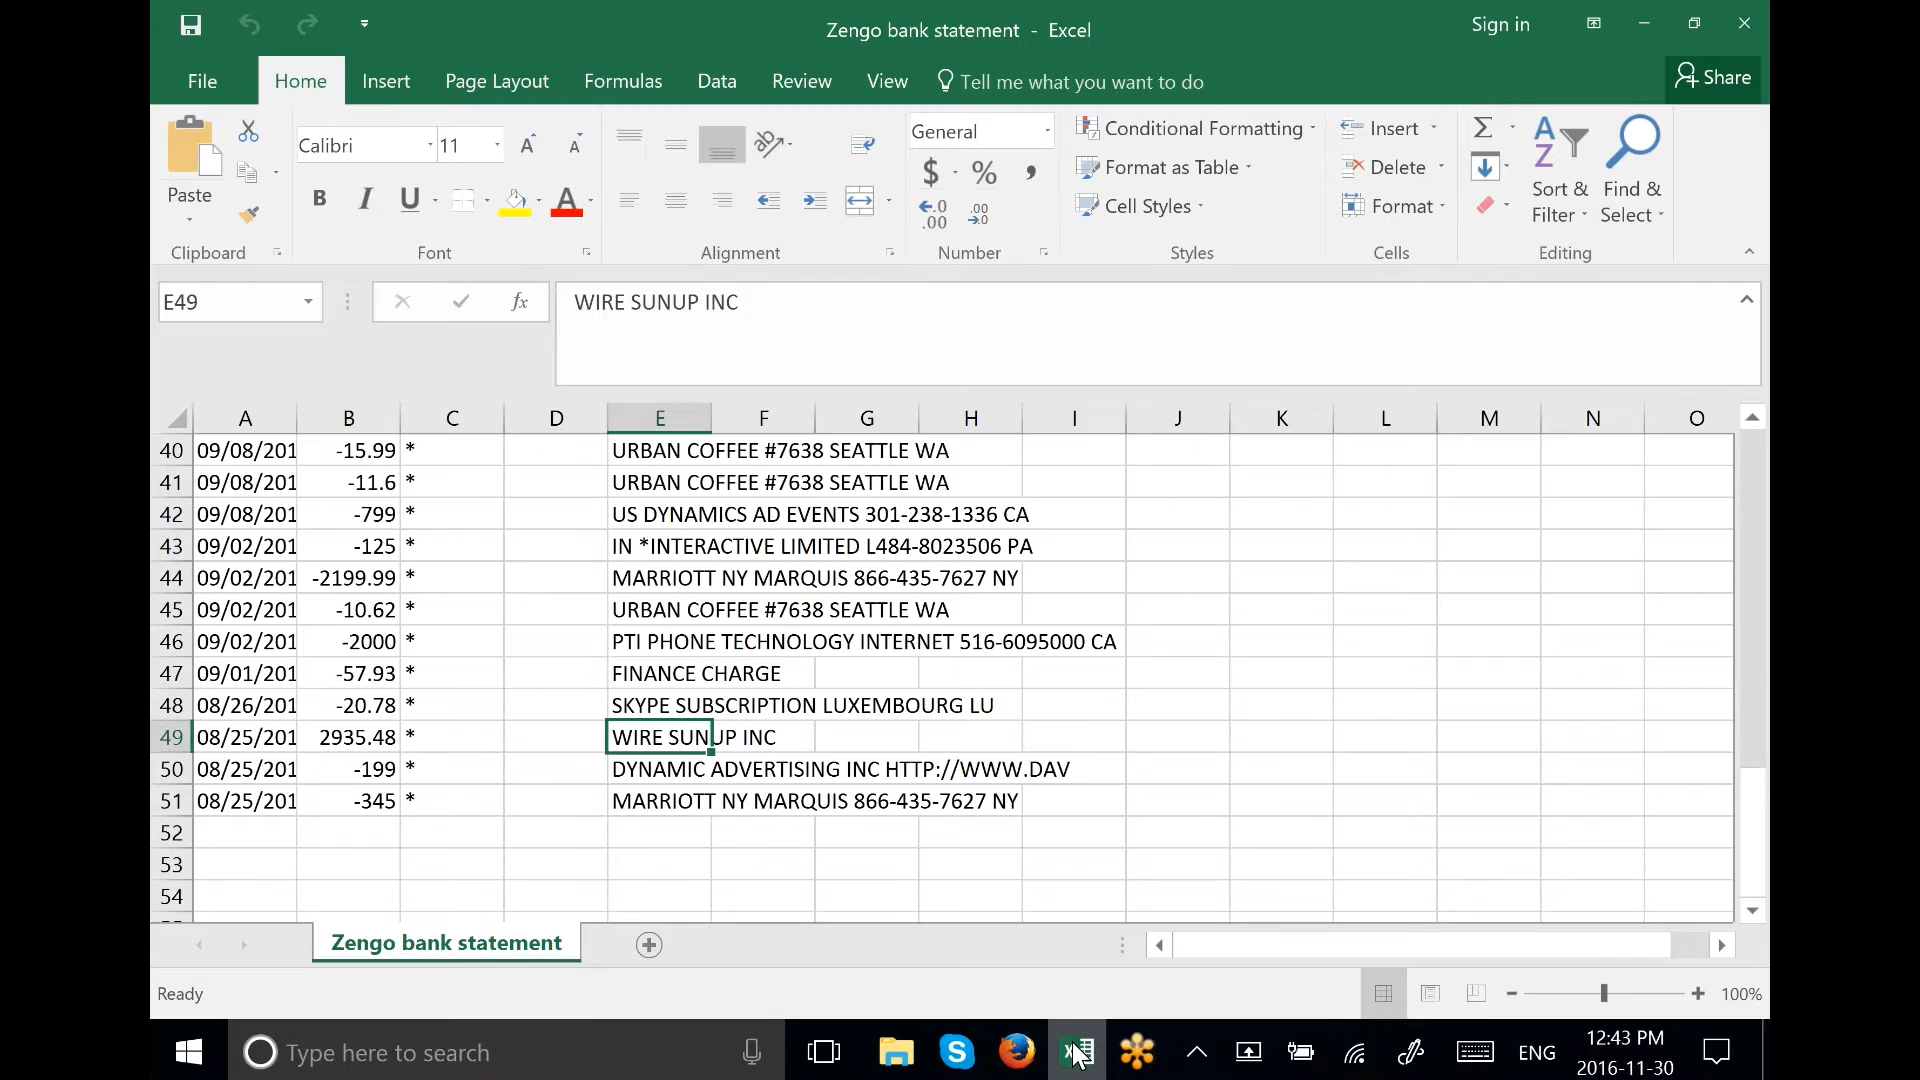 Zengo bank statement - Excel
Sign in
File Home Insert Page Layout Formulas Data Review View Tell me what you want to do Share
Paste
Clipboard
Calibri 11
B I U A
Font
Alignment
General
$ % ,
Number
Conditional Formatting
Format as Table
Cell Styles
Styles
Insert
Delete
Format
Cells
Sort & Filter
Find & Select
Editing
E49 fx WIRE SUNUP INC
A B C D E F G H I J K L M N O
40 09/08/201 -15.99 * URBAN COFFEE #7638 SEATTLE WA
41 09/08/201 -11.6 * URBAN COFFEE #7638 SEATTLE WA
42 09/08/201 -799 * US DYNAMICS AD EVENTS 301-238-1336 CA
43 09/02/201 -125 * IN *INTERACTIVE LIMITED L484-8023506 PA
44 09/02/201 -2199.99 * MARRIOTT NY MARQUIS 866-435-7627 NY
45 09/02/201 -10.62 * URBAN COFFEE #7638 SEATTLE WA
46 09/02/201 -2000 * PTI PHONE TECHNOLOGY INTERNET 516-6095000 CA
47 09/01/201 -57.93 * FINANCE CHARGE
48 08/26/201 -20.78 * SKYPE SUBSCRIPTION LUXEMBOURG LU
49 08/25/201 2935.48 * WIRE SUNUP INC
50 08/25/201 -199 * DYNAMIC ADVERTISING INC HTTP://WWW.DAV
51 08/25/201 -345 * MARRIOTT NY MARQUIS 866-435-7627 NY
52
53
54
Zengo bank statement
Ready
100%
Type here to search
ENG
12:43 PM
2016-11-30